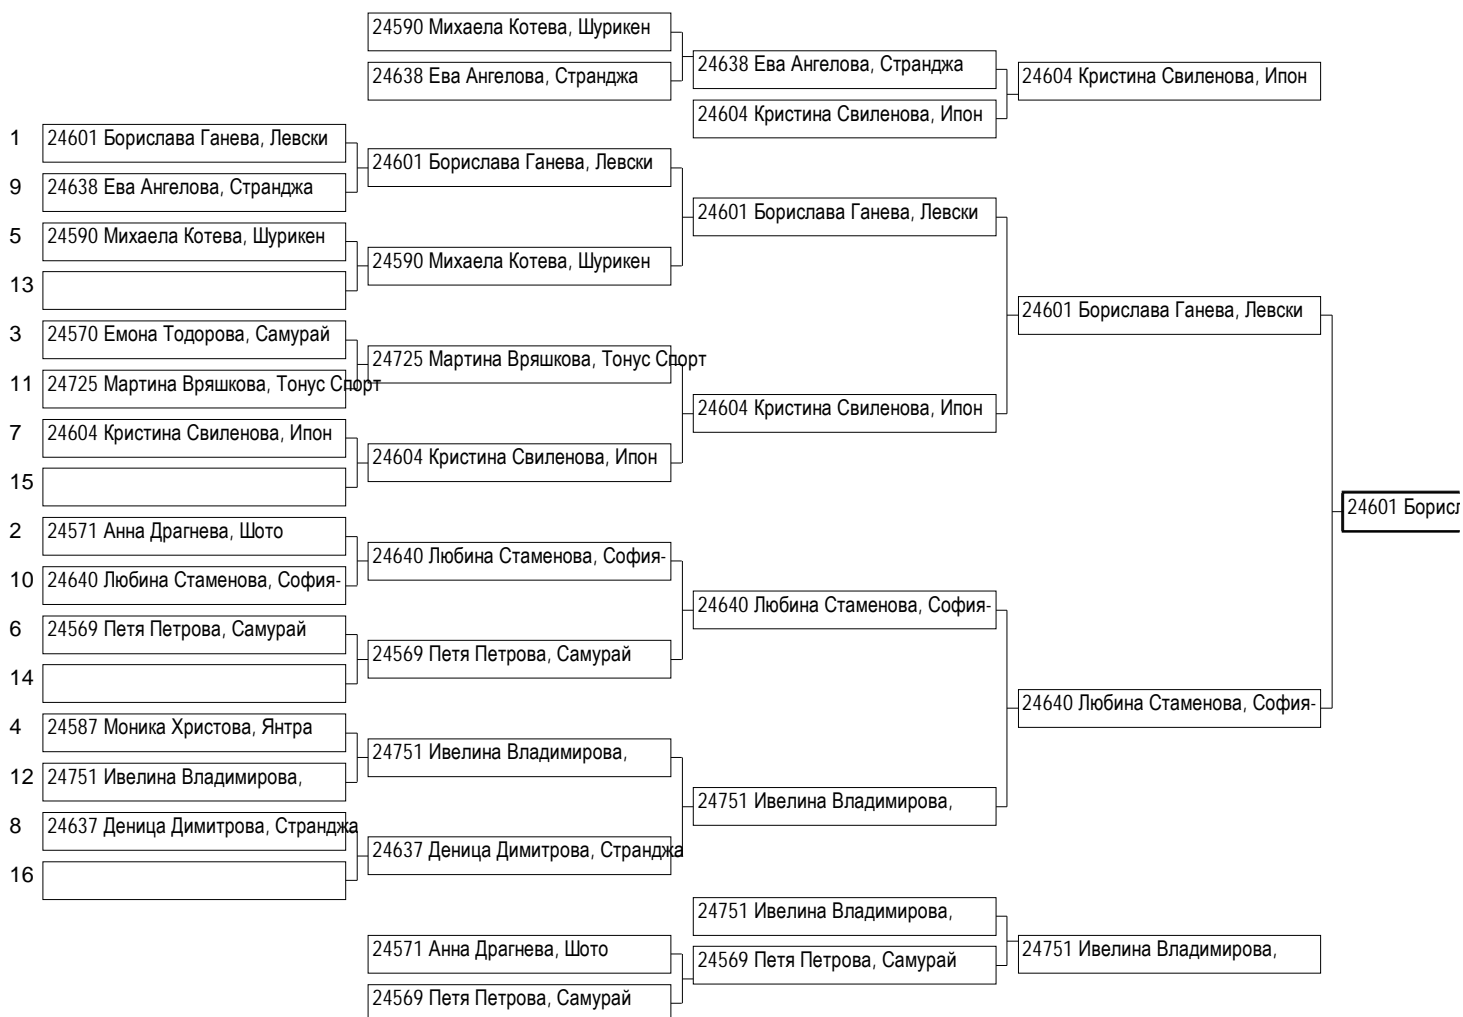 24590 Михаела Котева, Шурикен
24638 Ева Ангелова, Странджа
24638 Ева Ангелова, Странджа
24604 Кристина Свиленова, Ипон
24604 Кристина Свиленова, Ипон
1 24601 Борислава Ганева, Левски
9 24638 Ева Ангелова, Странджа
5 24590 Михаела Котева, Шурикен
13
3 24570 Емона Тодорова, Самурай
11 24725 Мартина Вряшкова, Тонус Спорт
7 24604 Кристина Свиленова, Ипон
15
2 24571 Анна Драгнева, Шото
10 24640 Любина Стаменова, София-
6 24569 Петя Петрова, Самурай
14
4 24587 Моника Христова, Янтра
12 24751 Ивелина Владимирова,
8 24637 Деница Димитрова, Странджа
16
24601 Борислава Ганева, Левски
24590 Михаела Котева, Шурикен
24725 Мартина Вряшкова, Тонус Спорт
24604 Кристина Свиленова, Ипон
24640 Любина Стаменова, София-
24569 Петя Петрова, Самурай
24751 Ивелина Владимирова,
24637 Деница Димитрова, Странджа
24601 Борислава Ганева, Левски
24604 Кристина Свиленова, Ипон
24640 Любина Стаменова, София-
24751 Ивелина Владимирова,
24601 Борислава Ганева, Левски
24640 Любина Стаменова, София-
24601 Борисл
24571 Анна Драгнева, Шото
24569 Петя Петрова, Самурай
24751 Ивелина Владимирова,
24569 Петя Петрова, Самурай
24751 Ивелина Владимирова,